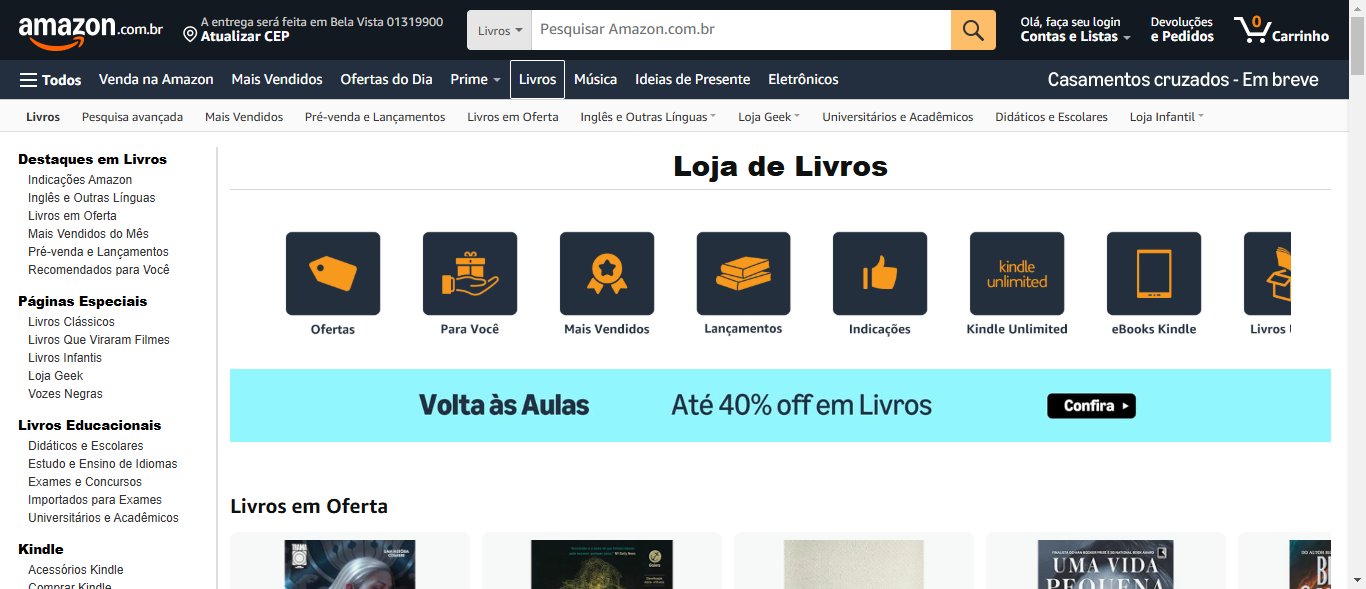 amazon.com.br
A entrega será feita em Bela Vista 01319900
Atualizar CEP
Livros
Pesquisar Amazon.com.br
Olá, faça seu login
Contas e Listas
Devoluções
e Pedidos
0
Carrinho
Todos Venda na Amazon Mais Vendidos Ofertas do Dia Prime Livros Música Ideias de Presente Eletrônicos Casamentos cruzados - Em breve
Livros Pesquisa avançada Mais Vendidos Pré-venda e Lançamentos Livros em Oferta Inglês e Outras Línguas Loja Geek Universitários e Acadêmicos Didáticos e Escolares Loja Infantil
Destaques em Livros
Indicações Amazon
Inglês e Outras Línguas
Livros em Oferta
Mais Vendidos do Mês
Pré-venda e Lançamentos
Recomendados para Você
Páginas Especiais
Livros Clássicos
Livros Que Viraram Filmes
Livros Infantis
Loja Geek
Vozes Negras
Livros Educacionais
Didáticos e Escolares
Estudo e Ensino de Idiomas
Exames e Concursos
Importados para Exames
Universitários e Acadêmicos
Kindle
Acessórios Kindle
Comprar Kindle
Loja de Livros
kindle
unlimited
Ofertas Para Você Mais Vendidos Lançamentos Indicações Kindle Unlimited eBooks Kindle Livros
Volta às Aulas Até 40% off em Livros Confira
Livros em Oferta
UMA VIDA
PEQUENA